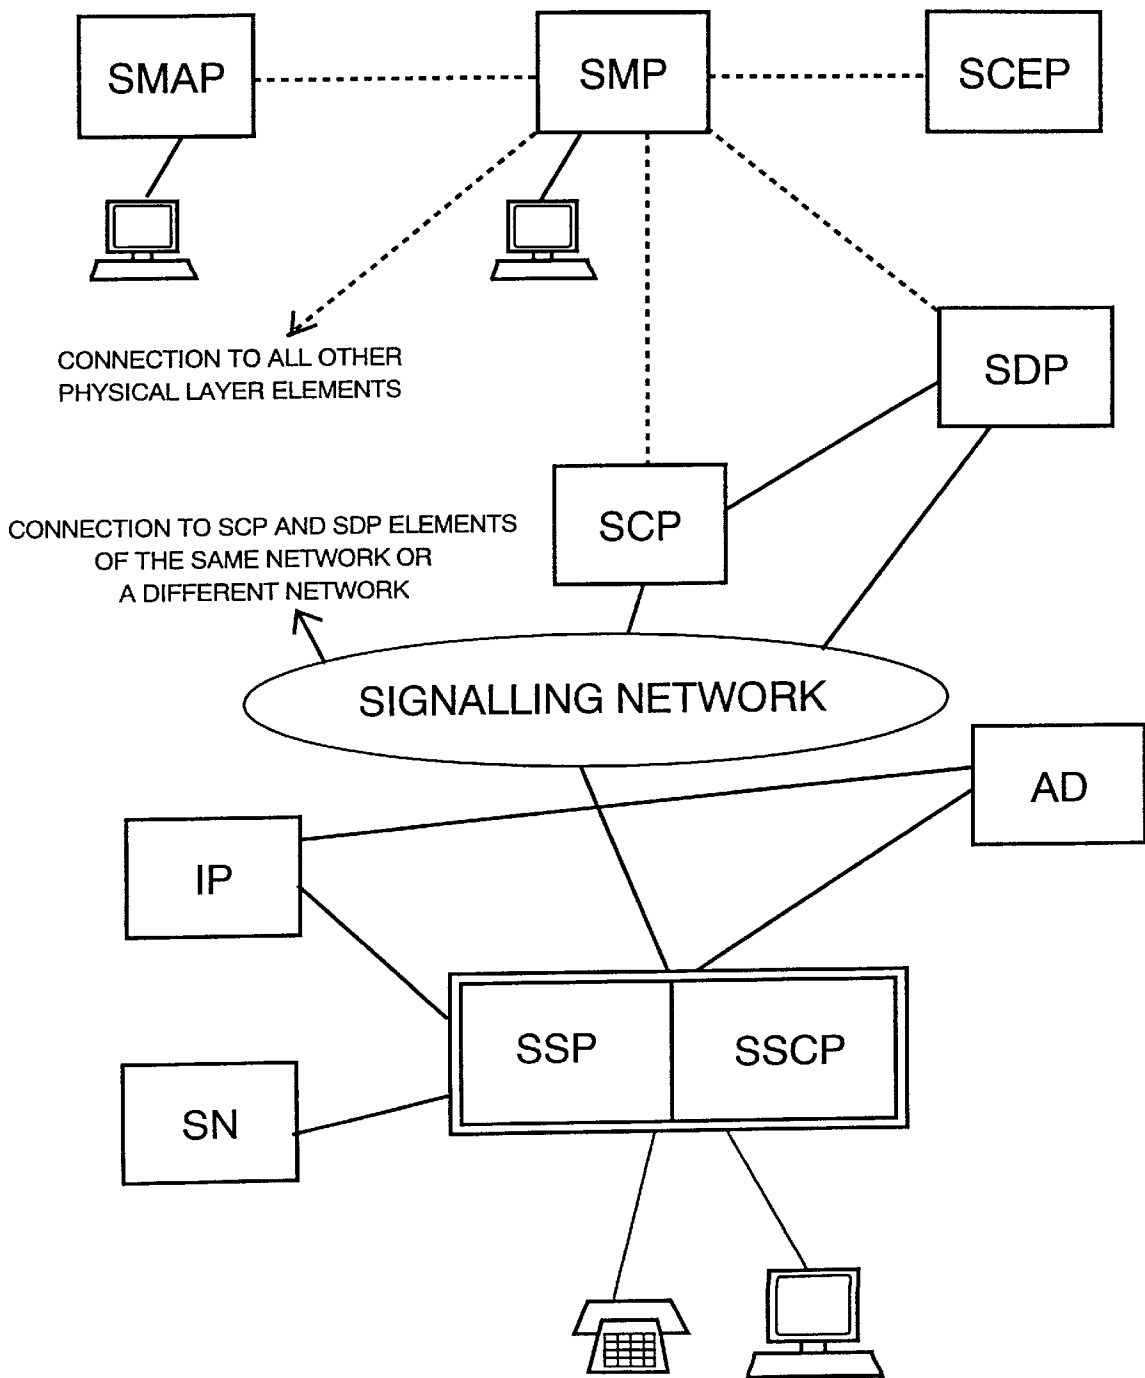 SMAP
SMP
SCEP
CONNECTION TO ALL OTHER
PHYSICAL LAYER ELEMENTS
SDP
CONNECTION TO SCP AND SDP ELEMENTS
OF THE SAME NETWORK OR
A DIFFERENT NETWORK
SCP
SIGNALLING NETWORK
AD
IP
SSP
SSCP
SN